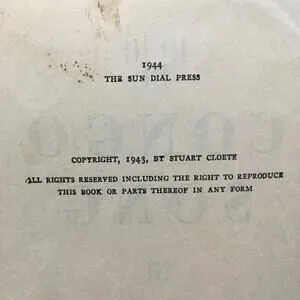 1944
THE SUN DIAL PRESS
COPYRIGHT, 1943, BY STUART CLOETE
ALL RIGHTS RESERVED INCLUDING THE RIGHT TO REPRODUCE
THIS BOOK OR PARTS THEREOF IN ANY FORM